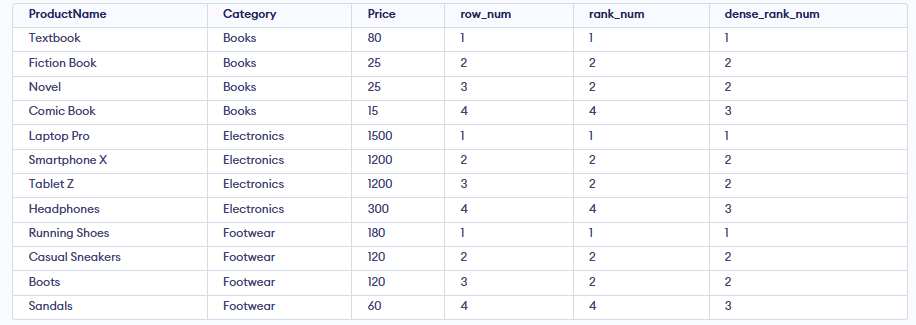 ProductName Category Price row_num rank_num dense_rank_num
Textbook Books 80 1 1 1
Fiction Book Books 25 2 2 2
Novel Books 25 3 2 2
Comic Book Books 15 4 4 3
Laptop Pro Electronics 1500 1 1 1
Smartphone X Electronics 1200 2 2 2
Tablet Z Electronics 1200 3 2 2
Headphones Electronics 300 4 4 3
Running Shoes Footwear 180 1 1 1
Casual Sneakers Footwear 120 2 2 2
Boots Footwear 120 3 2 2
Sandals Footwear 60 4 4 3